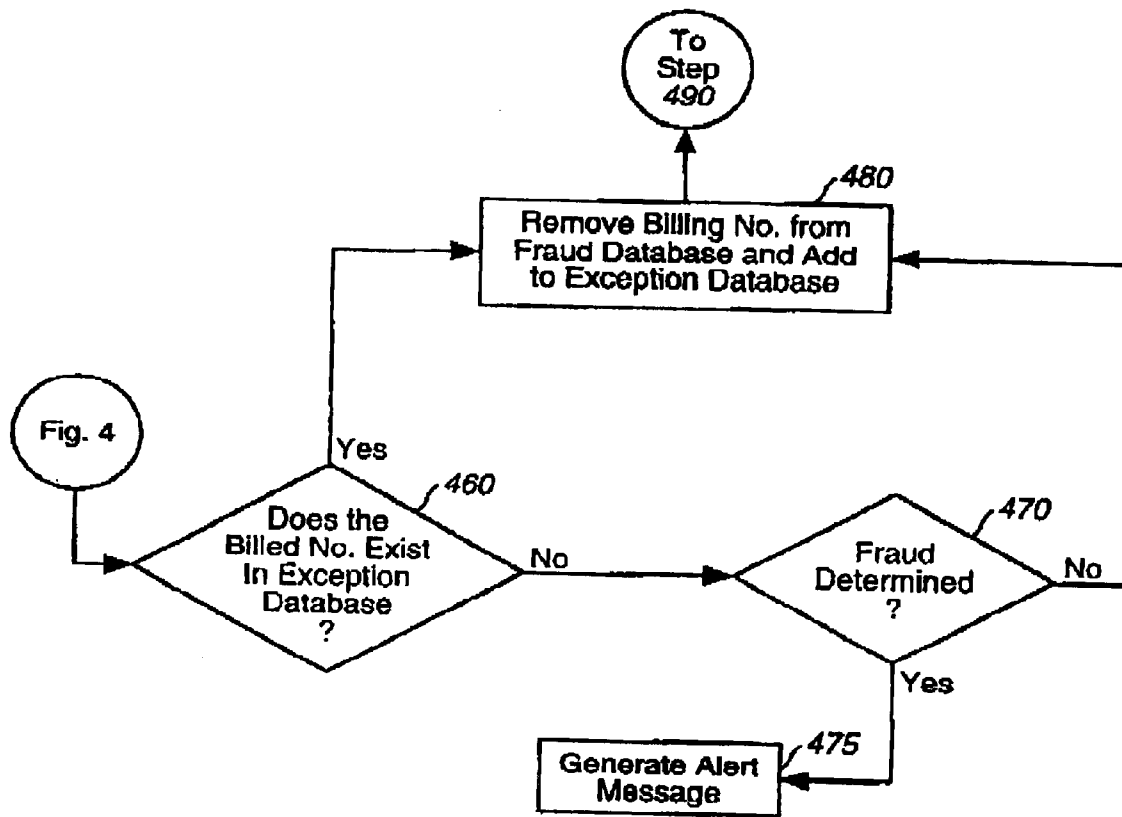 To
Step
490
480
Remove Billing No. from
Fraud Database and Add
to Exception Database
Fig. 4
Yes
460
Does the
Billed No. Exist
In Exception
Database
?
No
470
Fraud
Determined
?
No
Yes
475
Generate Alert
Message